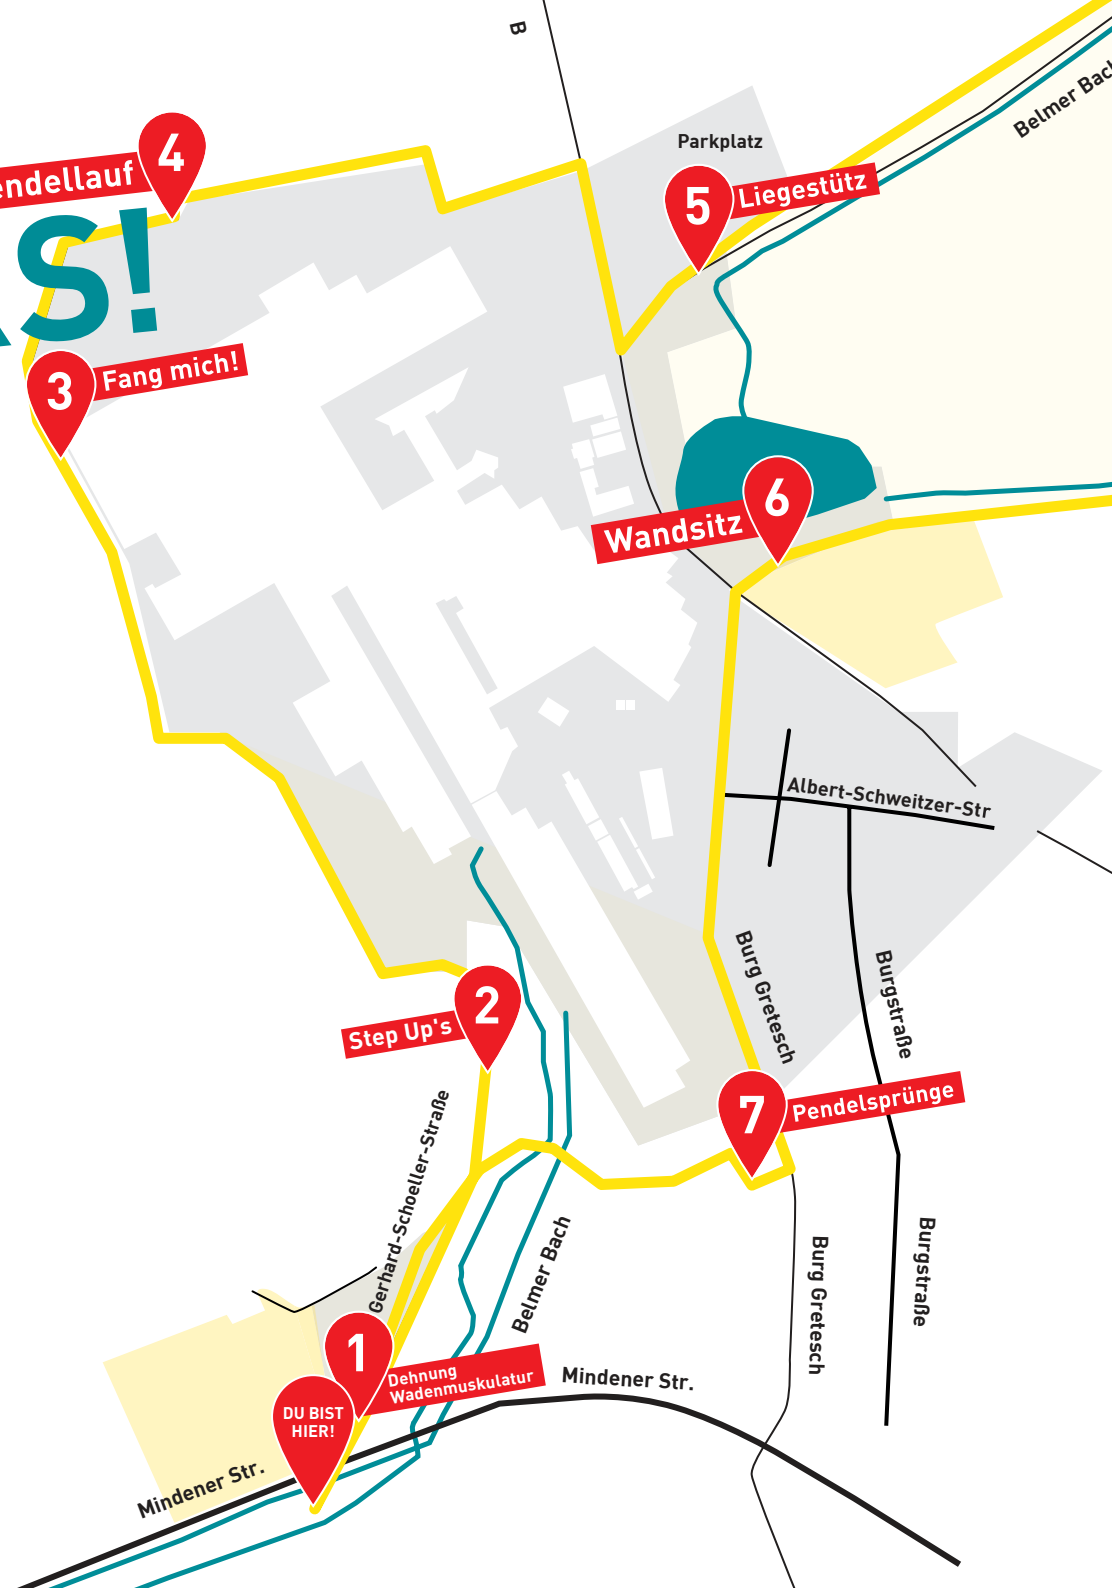 B
Parkplatz
Belmer Bach
4
endellauf
5
Liegestütz
S!
3
Fang mich!
6
Wandsitz
Albert-Schweitzer-Str
Burg Gretesch
Burgstraße
2
Step Up's
7
Pendelsprünge
Gerhard-Schoeller-Straße
Belmer Bach
Burg Gretesch
Burgstraße
1
Dehnung
Wadenmuskulatur
Mindener Str.
DU BIST
HIER!
Mindener Str.